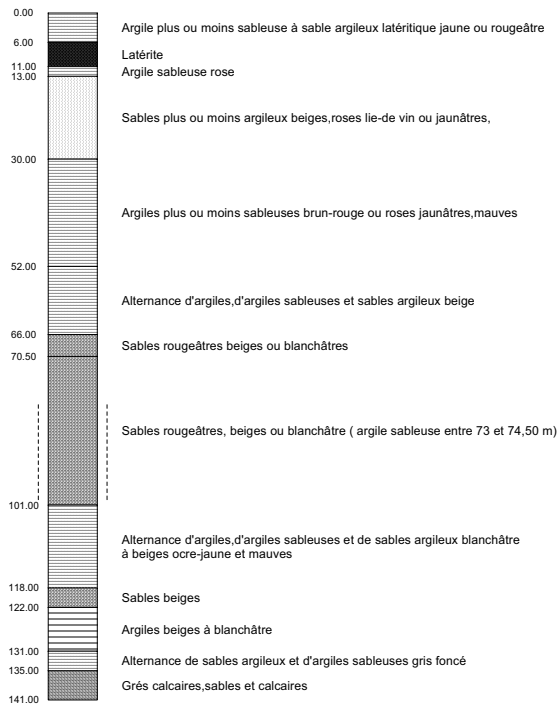 0.00
Argile plus ou moins sableuse à sable argileux latéritique jaune ou rougeâtre
6.00
Latérite
11.00
Argile sableuse rose
13.00
Sables plus ou moins argileux beiges,roses lie-de vin ou jaunâtres,
30.00
Argiles plus ou moins sableuses brun-rouge ou roses jaunâtres,mauves
52.00
Alternance d'argiles,d'argiles sableuses et sables argileux beige
66.00
Sables rougeâtres beiges ou blanchâtres
70.50
Sables rougeâtres, beiges ou blanchâtre ( argile sableuse entre 73 et 74,50 m)
101.00
Alternance d'argiles,d'argiles sableuses et de sables argileux blanchâtre
à beiges ocre-jaune et mauves
118.00
Sables beiges
122.00
Argiles beiges à blanchâtre
131.00
Alternance de sables argileux et d'argiles sableuses gris foncé
135.00
Grés calcaires,sables et calcaires
141.00